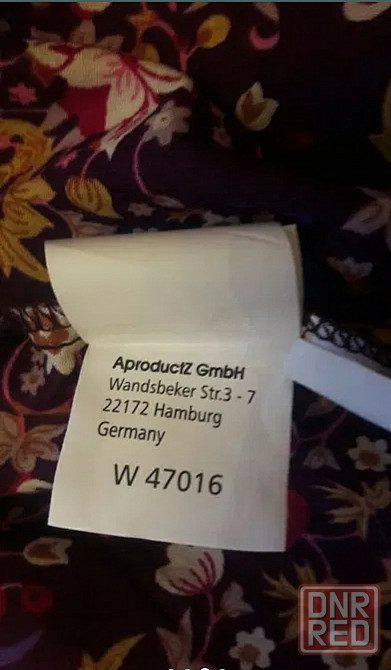 AproductZ GmbH
Wandsbeker Str.3 - 7
22172 Hamburg
Germany
W 47016
DNR
RED